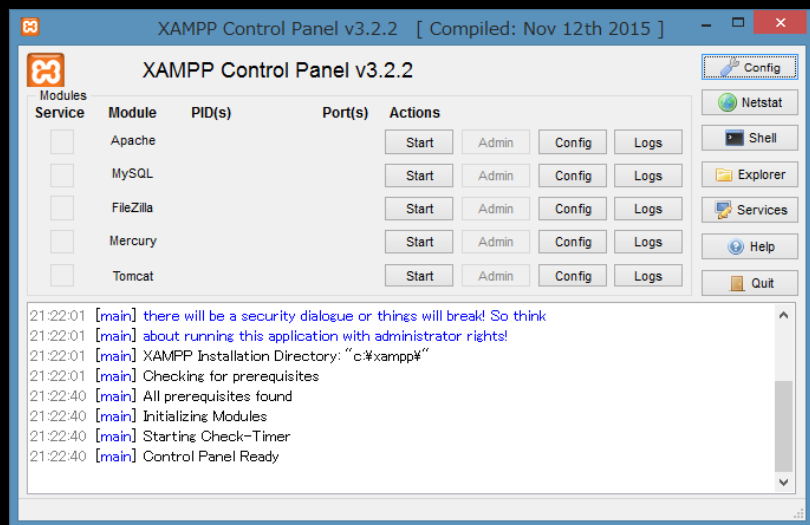 XAMPP Control Panel v3.2.2 [ Compiled: Nov 12th 2015 ]
XAMPP Control Panel v3.2.2
Config
Modules
Service Module PID(s) Port(s) Actions
Netstat
Apache Start Admin Config Logs
Shell
MySQL Start Admin Config Logs
Explorer
FileZilla Start Admin Config Logs
Services
Mercury Start Admin Config Logs
Help
Tomcat Start Admin Config Logs
Quit
21:22:01 [main] there will be a security dialogue or things will break! So think
21:22:01 [main] about running this application with administrator rights!
21:22:01 [main] XAMPP Installation Directory: "c:¥xampp¥"
21:22:01 [main] Checking for prerequisites
21:22:40 [main] All prerequisites found
21:22:40 [main] Initializing Modules
21:22:40 [main] Starting Check-Timer
21:22:40 [main] Control Panel Ready